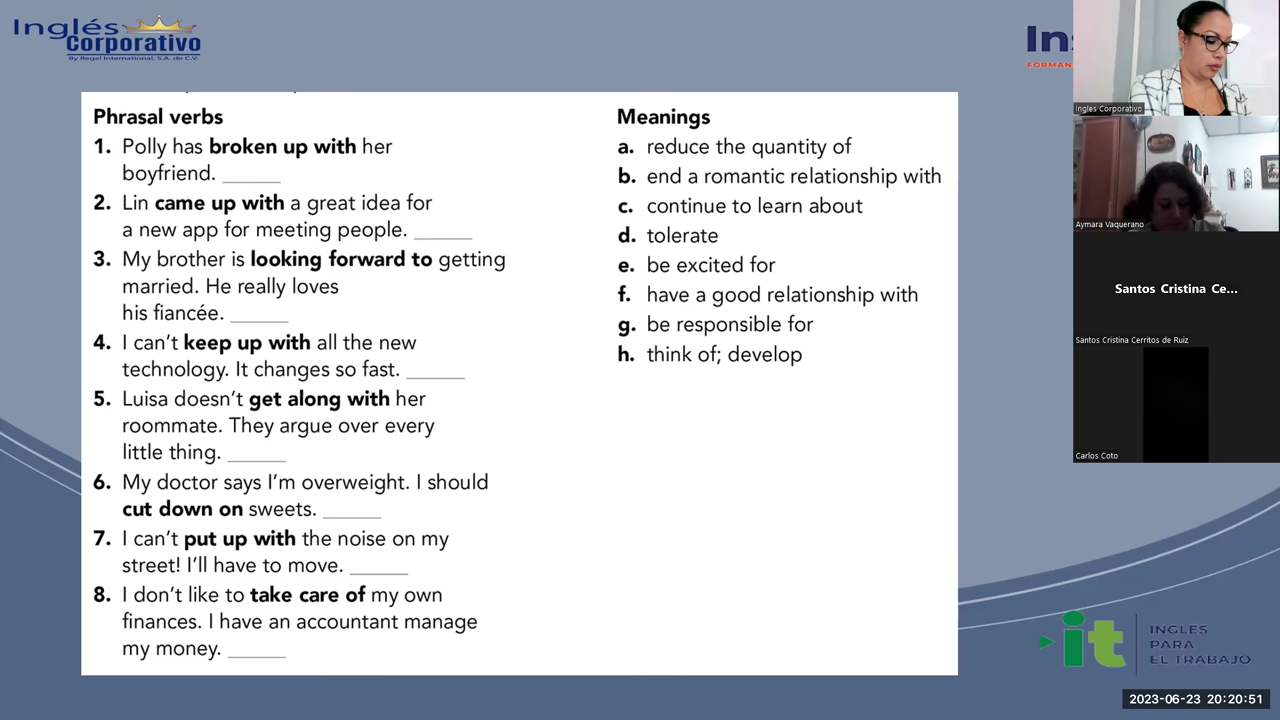 Inglés
Corporativo
By Regal International, S.A. de C.V.
Phrasal verbs
1. Polly has broken up with her
boyfriend. ______
2. Lin came up with a great idea for
a new app for meeting people. ______
3. My brother is looking forward to getting
married. He really loves
his fiancée. ______
4. I can't keep up with all the new
technology. It changes so fast. ______
5. Luisa doesn't get along with her
roommate. They argue over every
little thing. ______
6. My doctor says I'm overweight. I should
cut down on sweets. ______
7. I can't put up with the noise on my
street! I'll have to move. ______
8. I don't like to take care of my own
finances. I have an accountant manage
my money. ______
Meanings
a. reduce the quantity of
b. end a romantic relationship with
c. continue to learn about
d. tolerate
e. be excited for
f. have a good relationship with
g. be responsible for
h. think of; develop
Ins
FORMAN
Ingles Corporativo
Aymara Vaquerano
Santos Cristina Ce...
Santos Cristina Cerritos de Ruiz
Carlos Coto
it
INGLES
PARA
EL TRABAJO
2023-06-23 20:20:51